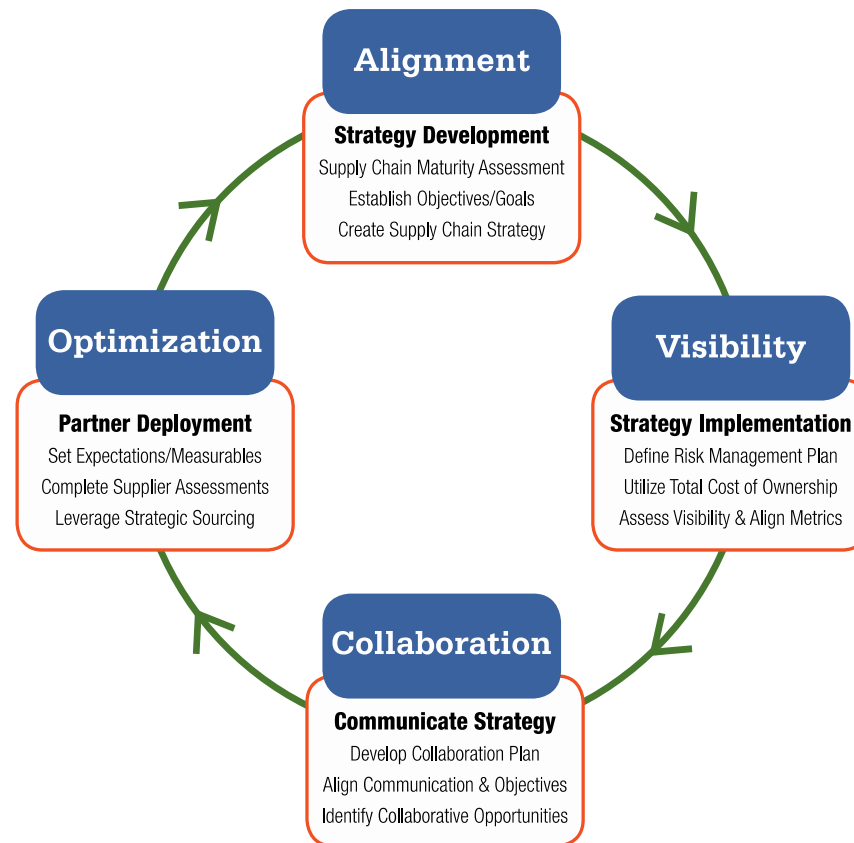 Alignment
Strategy Development
Supply Chain Maturity Assessment
Establish Objectives/Goals
Create Supply Chain Strategy
Visibility
Strategy Implementation
Define Risk Management Plan
Utilize Total Cost of Ownership
Assess Visibility & Align Metrics
Collaboration
Communicate Strategy
Develop Collaboration Plan
Align Communication & Objectives
Identify Collaborative Opportunities
Optimization
Partner Deployment
Set Expectations/Measurables
Complete Supplier Assessments
Leverage Strategic Sourcing